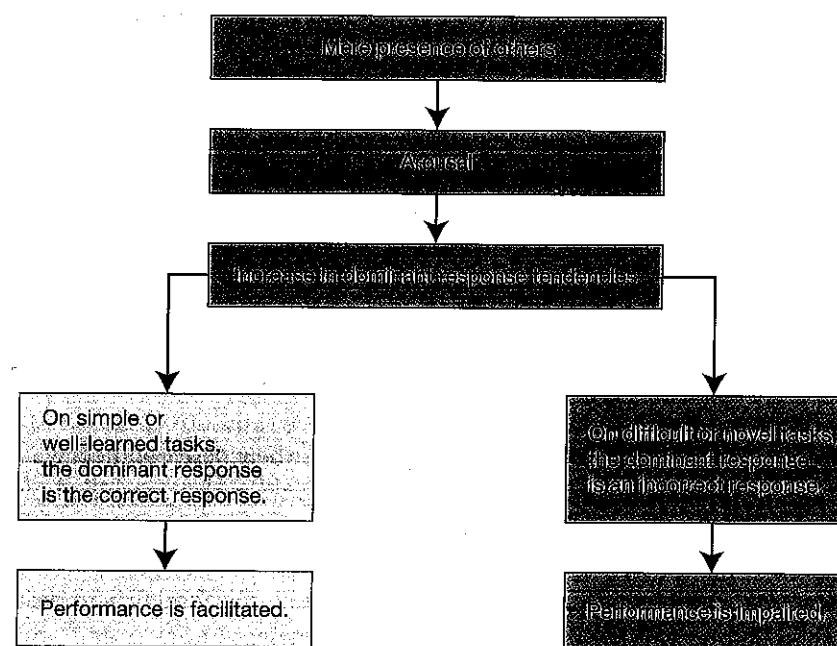 Mere presence of others
Arousal
Increase in dominant response tendencies
On simple or
well-learned tasks,
the dominant response
is the correct response.
On difficult or novel tasks,
the dominant response
is an incorrect response.
Performance is facilitated.
Performance is impaired.